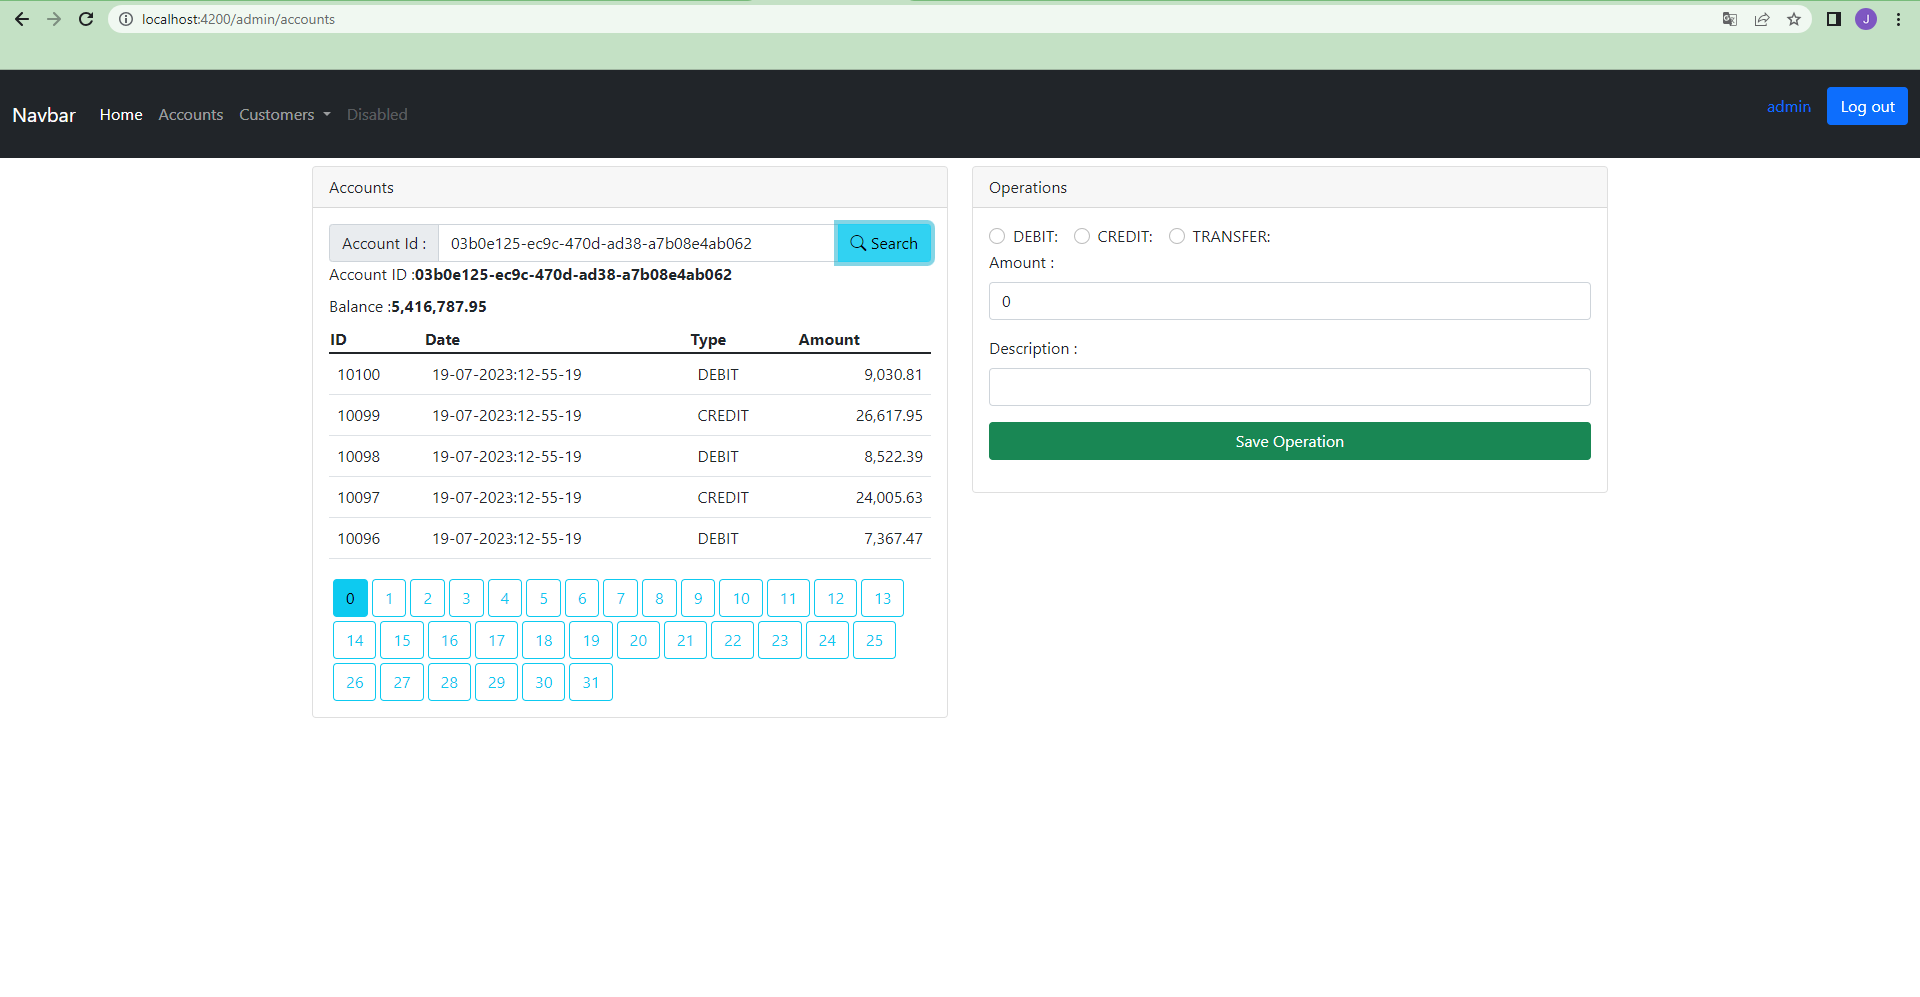 localhost:4200/admin/accounts
J
Navbar Home Accounts Customers Disabled admin Log out
Accounts
Account Id : 03b0e125-ec9c-470d-ad38-a7b08e4ab062 Search
Account ID :03b0e125-ec9c-470d-ad38-a7b08e4ab062
Balance :5,416,787.95
ID Date Type Amount
10100 19-07-2023:12-55-19 DEBIT 9,030.81
10099 19-07-2023:12-55-19 CREDIT 26,617.95
10098 19-07-2023:12-55-19 DEBIT 8,522.39
10097 19-07-2023:12-55-19 CREDIT 24,005.63
10096 19-07-2023:12-55-19 DEBIT 7,367.47
0 1 2 3 4 5 6 7 8 9 10 11 12 13
14 15 16 17 18 19 20 21 22 23 24 25
26 27 28 29 30 31
Operations
DEBIT: CREDIT: TRANSFER:
Amount :
0
Description :
Save Operation